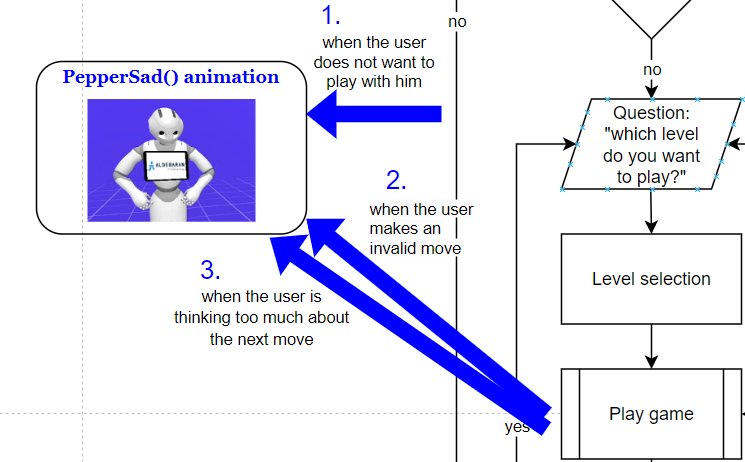 1.
when the user
does not want to
play with him
no
PepperSad() animation
ALDEBARAN
no
Question:
"which level
do you want
to play?"
2.
when the user
makes an
invalid move
Level selection
3.
when the user is
thinking too much about
the next move
Play game
yes